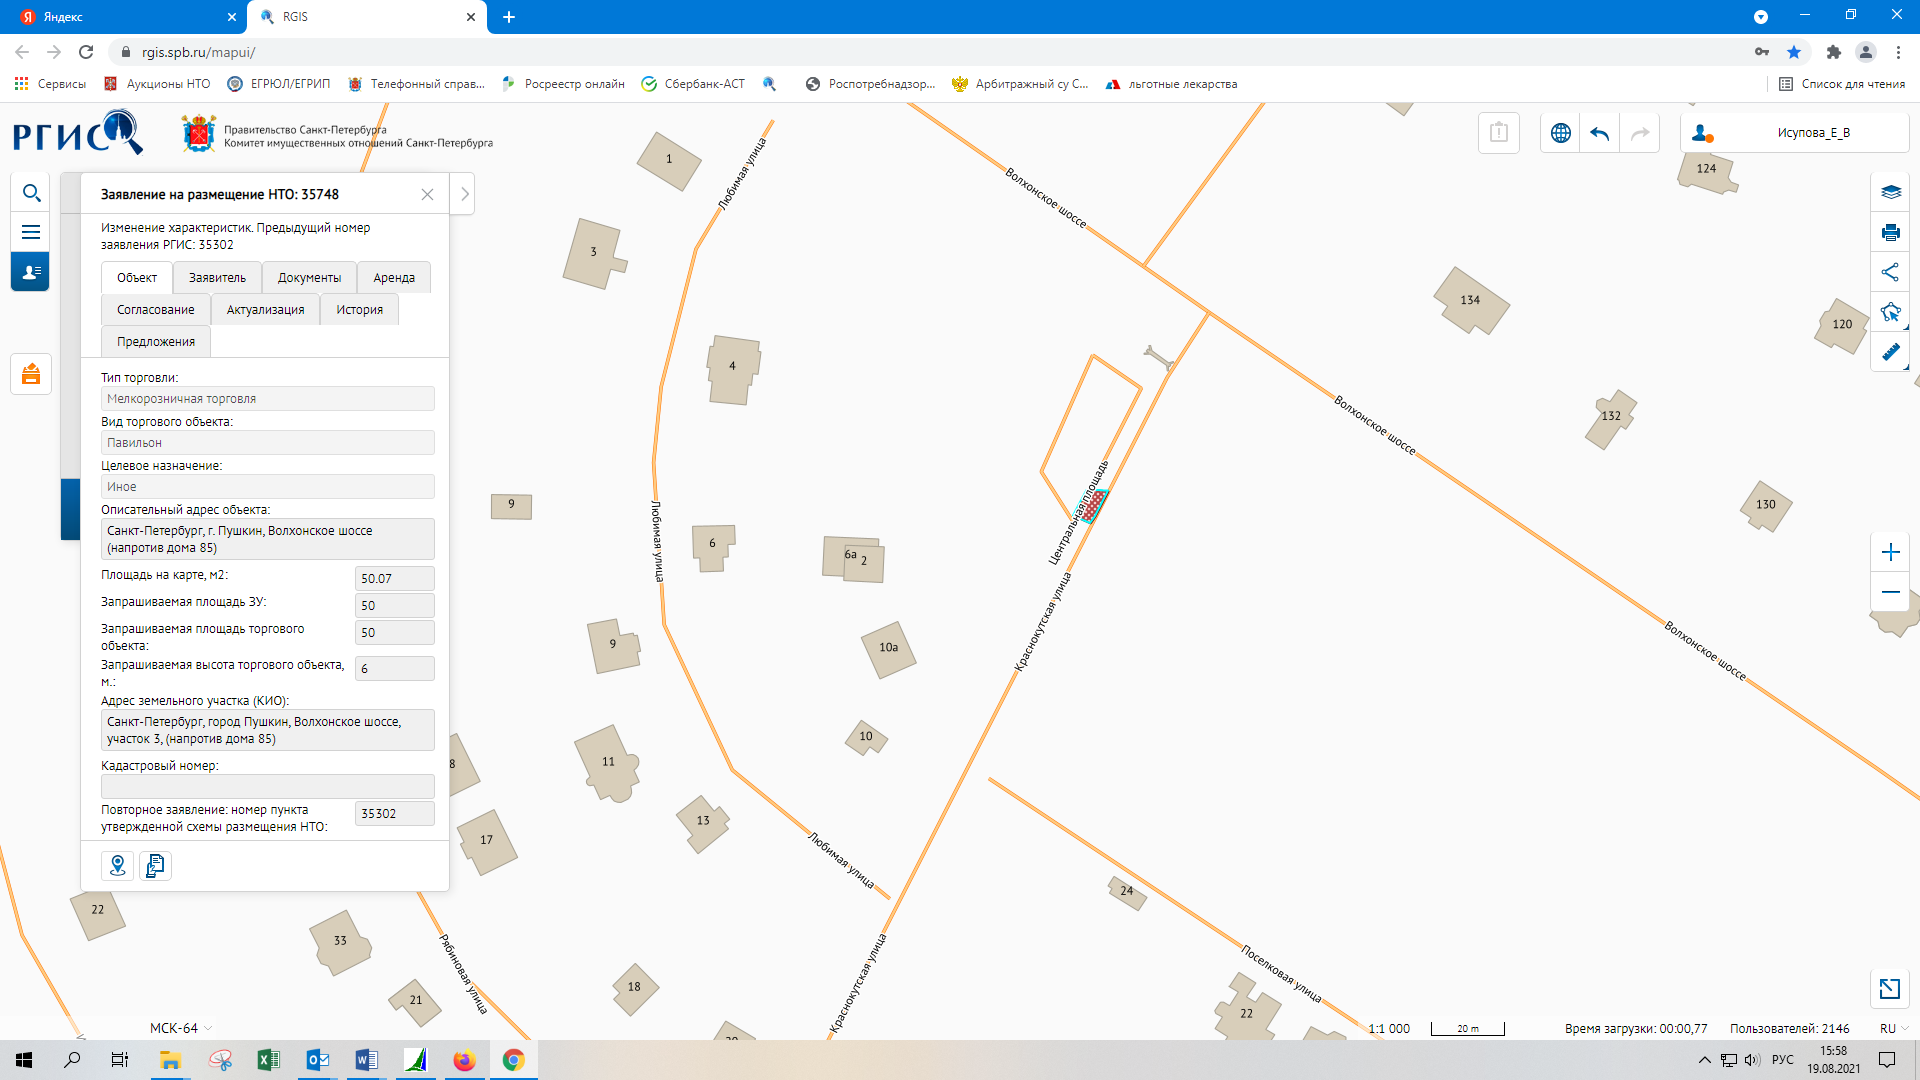 Яндекс
RGIS
rgis.spb.ru/mapui/
Сервисы
Аукционы НТО
ЕГРЮЛ/ЕГРИП
Телефонный справ...
Росреестр онлайн
Сбербанк-АСТ
Роспотребнадзор...
Арбитражный су С...
льготные лекарства
Список для чтения
РГИС
Правительство Санкт-Петербурга
Комитет имущественных отношений Санкт-Петербурга
Исупова_Е_В
Заявление на размещение НТО: 35748
Изменение характеристик. Предыдущий номер
заявления РГИС: 35302
Объект
Заявитель
Документы
Аренда
Согласование
Актуализация
История
Предложения
Тип торговли:
Мелкорозничная торговля
Вид торгового объекта:
Павильон
Целевое назначение:
Иное
Описательный адрес объекта:
Санкт-Петербург, г. Пушкин, Волхонское шоссе
(напротив дома 85)
Площадь на карте, м2:
50.07
Запрашиваемая площадь ЗУ:
50
Запрашиваемая площадь торгового
объекта:
50
Запрашиваемая высота торгового объекта,
м.:
6
Адрес земельного участка (КИО):
Санкт-Петербург, город Пушкин, Волхонское шоссе,
участок 3, (напротив дома 85)
Кадастровый номер:
Повторное заявление: номер пункта
утвержденной схемы размещения НТО:
35302
1
3
4
9
6
6а
2
9
10а
10
11
8
13
17
22
33
21
18
24
22
124
134
120
132
130
Любимая улица
Любимая улица
Любимая улица
Волхонское шоссе
Волхонское шоссе
Волхонское шоссе
Центральная площадь
Краснокутская улица
Краснокутская улица
Рябиновая улица
Поселковая улица
МСК-64
1:1 000
20 m
Время загрузки: 00:00,77
Пользователей: 2146
RU
РУС
15:58
19.08.2021